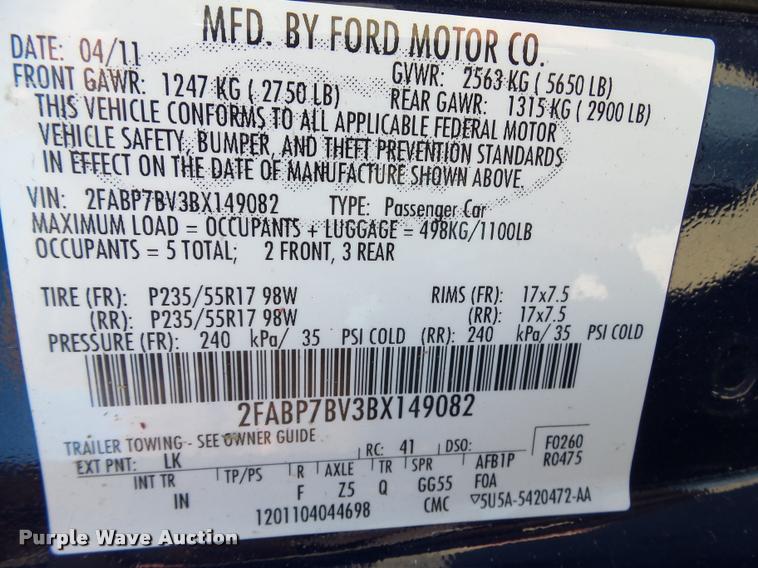 MFD. BY FORD MOTOR CO.
DATE: 04/11 GVWR: 2563 KG ( 5650 LB)
FRONT GAWR: 1247 KG ( 2750 LB) REAR GAWR: 1315 KG ( 2900 LB)
THIS VEHICLE CONFORMS TO ALL APPLICABLE FEDERAL MOTOR
VEHICLE SAFETY, BUMPER, AND THEFT PREVENTION STANDARDS
IN EFFECT ON THE DATE OF MANUFACTURE SHOWN ABOVE.
VIN: 2FABP7BV3BX149082 TYPE: Passenger Car
MAXIMUM LOAD = OCCUPANTS + LUGGAGE = 498KG/1100LB
OCCUPANTS = 5 TOTAL; 2 FRONT, 3 REAR
TIRE (FR): P235/55R17 98W RIMS (FR): 17x7.5
(RR): P235/55R17 98W (RR): 17x7.5
PRESSURE (FR): 240 kPa/ 35 PSI COLD (RR): 240 kPa/ 35 PSI COLD
2FABP7BV3BX149082
TRAILER TOWING - SEE OWNER GUIDE RC: 41 DSO: F0260
EXT PNT: LK R0475
INT TR TP/PS R AXLE TR SPR AFB1P
IN F Z5 Q GG55 F0A
1201104044698 CMC ▽5U5A-5420472-AA
Purple Wave Auction